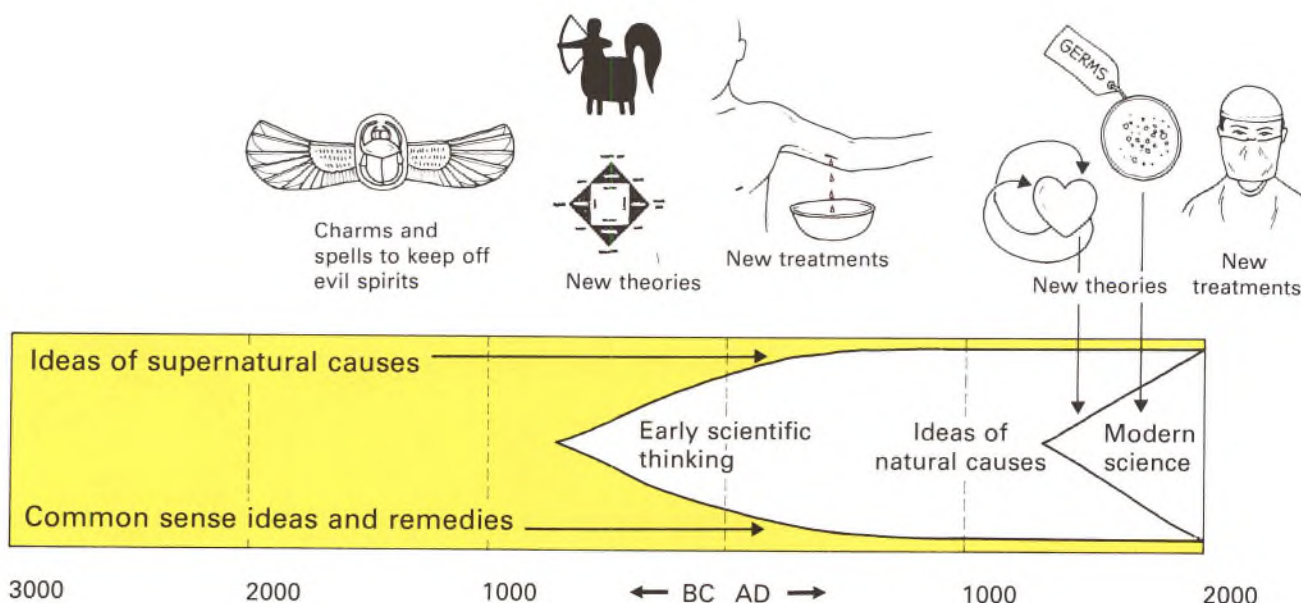 GERMS
Charms and
spells to keep off
evil spirits
New theories
New treatments
New theories
New
treatments
Ideas of supernatural causes
Early scientific
thinking
Ideas of
natural causes
Modern
science
Common sense ideas and remedies
3000
2000
1000
← BC AD →
1000
2000